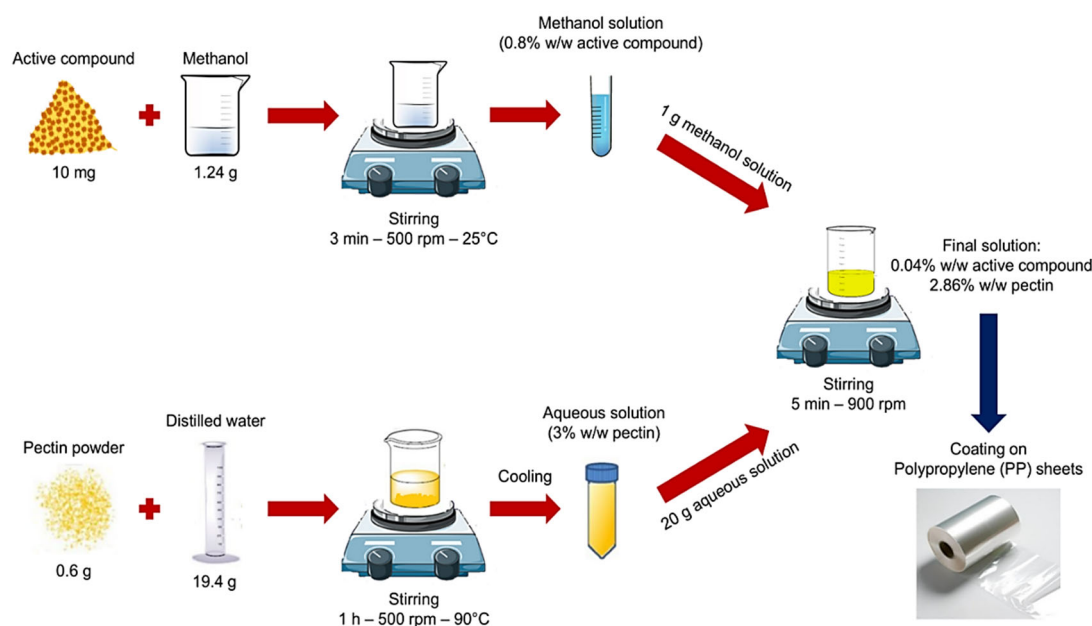 Active compound
10 mg
Methanol
1.24 g
Stirring
3 min – 500 rpm – 25°C
Methanol solution
(0.8% w/w active compound)
1 g methanol solution
Pectin powder
0.6 g
Distilled water
19.4 g
Stirring
1 h – 500 rpm – 90°C
Cooling
Aqueous solution
(3% w/w pectin)
20 g aqueous solution
Stirring
5 min – 900 rpm
Final solution:
0.04% w/w active compound
2.86% w/w pectin
Coating on
Polypropylene (PP) sheets